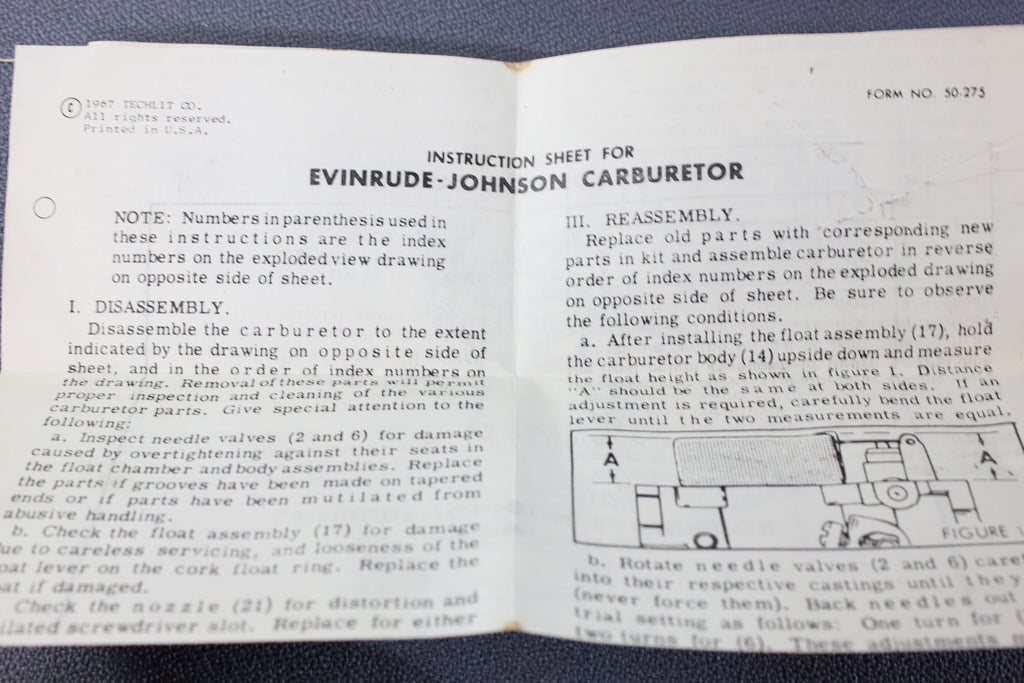 © 1967 TECHLIT CO.
All rights reserved.
Printed in U.S.A.
FORM NO. 50-275
INSTRUCTION SHEET FOR
EVINRUDE-JOHNSON CARBURETOR
NOTE: Numbers in parenthesis used in
these instructions are the index
numbers on the exploded view drawing
on opposite side of sheet.
I. DISASSEMBLY.
Disassemble the carburetor to the extent
indicated by the drawing on opposite side of
sheet, and in the order of index numbers on
the drawing. Removal of these parts will permit
proper inspection and cleaning of the various
carburetor parts. Give special attention to the
following:
a. Inspect needle valves (2 and 6) for damage
caused by overtightening against their seats in
the float chamber and body assemblies. Replace
the parts if grooves have been made on tapered
ends or if parts have been mutilated from
abusive handling.
b. Check the float assembly (17) for damage
ue to careless servicing, and looseness of the
oat lever on the cork float ring. Replace the
at if damaged.
Check the nozzle (21) for distortion and
ilated screwdriver slot. Replace for either
III. REASSEMBLY.
Replace old parts with corresponding new
parts in kit and assemble carburetor in reverse
order of index numbers on the exploded drawing
on opposite side of sheet. Be sure to observe
the following conditions.
a. After installing the float assembly (17), hold
the carburetor body (14) upside down and measure
the float height as shown in figure 1. Distance
"A" should be the same at both sides. If an
adjustment is required, carefully bend the float
lever until the two measurements are equal.
A
A
FIGURE 1
b. Rotate needle valves (2 and 6) caref
into their respective castings until they
(never force them). Back needles out
trial setting as follows: One turn for (
two turns for (6). These adjustments m